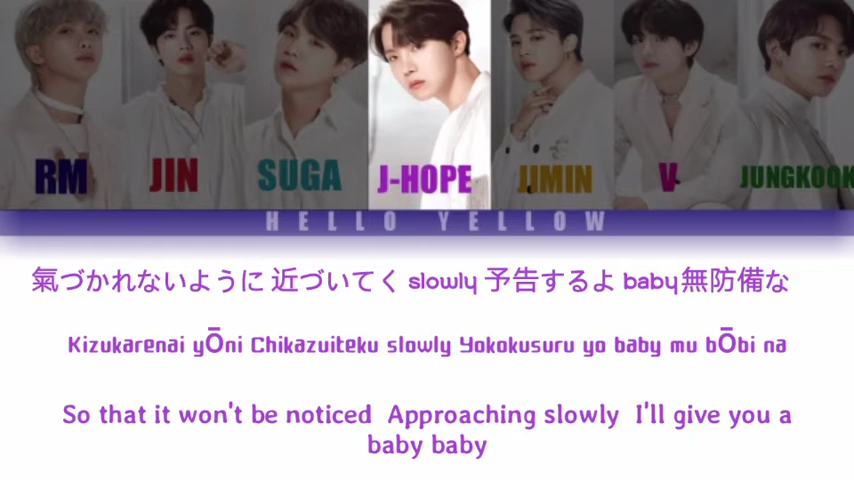 RM JIN SUGA J-HOPE JIMIN V JUNGKOOK
HELLO YELLOW
氣づかれないように 近づいてく slowly 予告するよ baby無防備な
Kizukarenai yŌni Chikazuiteku slowly Yokokusuru yo baby mu bŌbi na
So that it won't be noticed Approaching slowly I'll give you a
baby baby